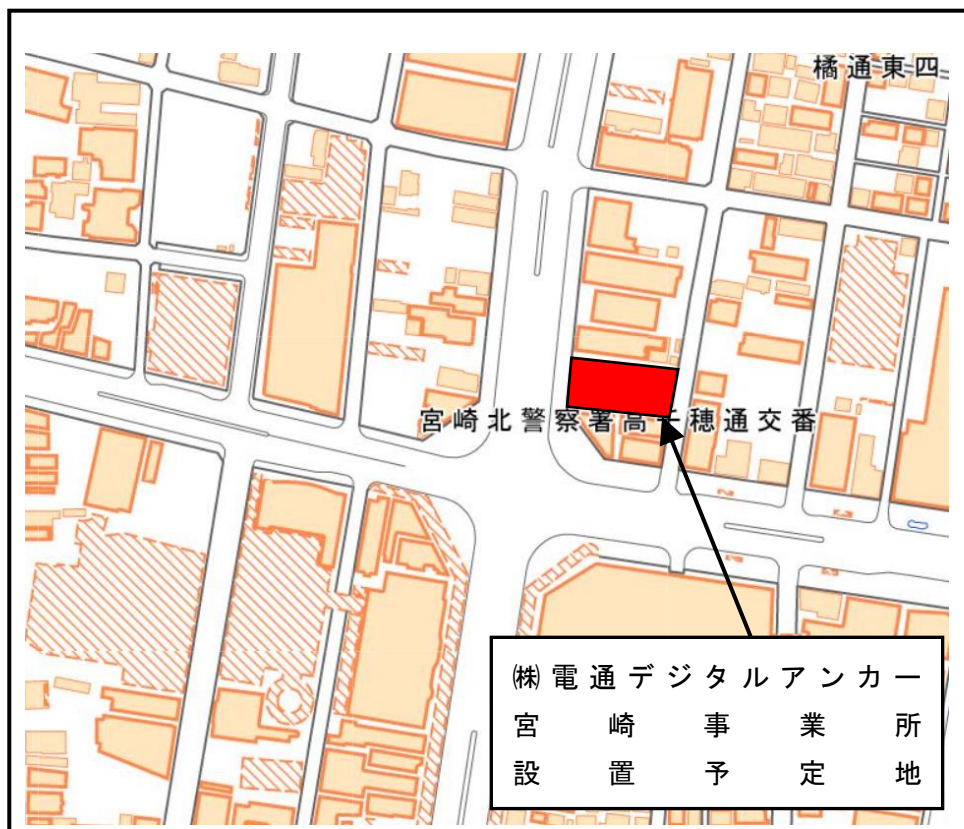 橘通東四
宮崎北警察署高千穂通交番
㈱電通デジタルアンカー
宮崎事業所
設置予定地